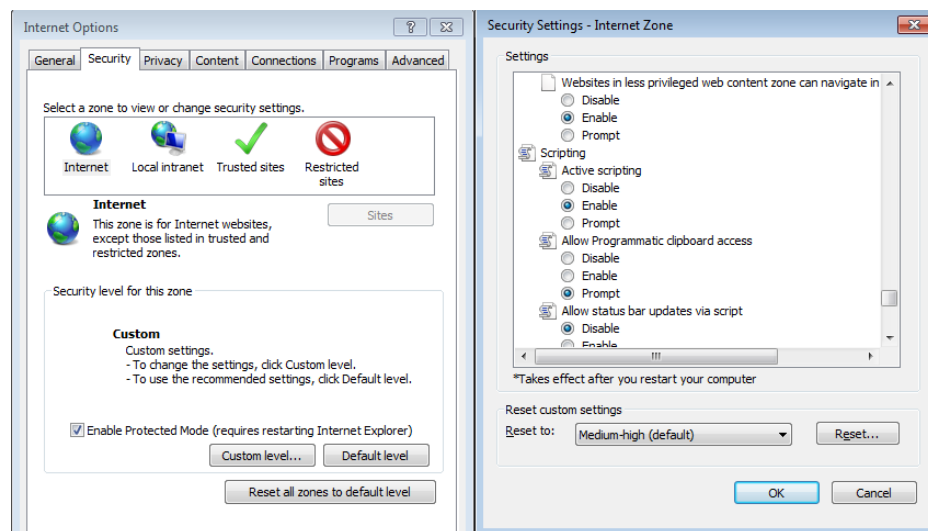 Internet Options
General Security Privacy Content Connections Programs Advanced
Select a zone to view or change security settings.
Internet
Local intranet
Trusted sites
Restricted
sites
Internet
This zone is for Internet websites,
except those listed in trusted and
restricted zones.
Sites
Security level for this zone
Custom
Custom settings.
- To change the settings, click Custom level.
- To use the recommended settings, click Default level.
Enable Protected Mode (requires restarting Internet Explorer)
Custom level...
Default level
Reset all zones to default level
Security Settings - Internet Zone
Settings
Websites in less privileged web content zone can navigate in
Disable
Enable
Prompt
Scripting
Active scripting
Disable
Enable
Prompt
Allow Programmatic clipboard access
Disable
Enable
Prompt
Allow status bar updates via script
Disable
Enable
*Takes effect after you restart your computer
Reset custom settings
Reset to:
Medium-high (default)
Reset...
OK
Cancel